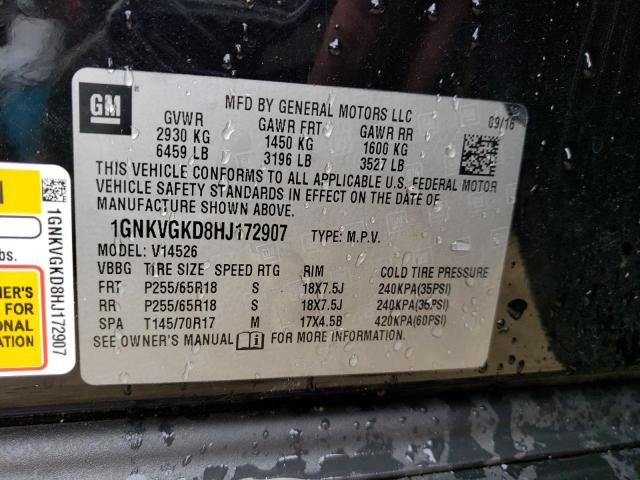 GM
MFD BY GENERAL MOTORS LLC
09/16
GVWR GAWR FRT GAWR RR
2930 KG 1450 KG 1600 KG
6459 LB 3196 LB 3527 LB
THIS VEHICLE CONFORMS TO ALL APPLICABLE U.S. FEDERAL MOTOR
VEHICLE SAFETY STANDARDS IN EFFECT ON THE DATE OF
MANUFACTURE SHOWN ABOVE.
1GNKVGKD8HJ172907 TYPE: M.P.V.
MODEL: V14526
VBBG TIRE SIZE SPEED RTG RIM COLD TIRE PRESSURE
FRT P255/65R18 S 18X7.5J 240KPA(35PSI)
RR P255/65R18 S 18X7.5J 240KPA(35PSI)
SPA T145/70R17 M 17X4.5B 420KPA(60PSI)
SEE OWNER'S MANUAL i FOR MORE INFORMATION.
1GNKVGKD8HJ172907
lbs.
OWNER'S
FOR
ONAL